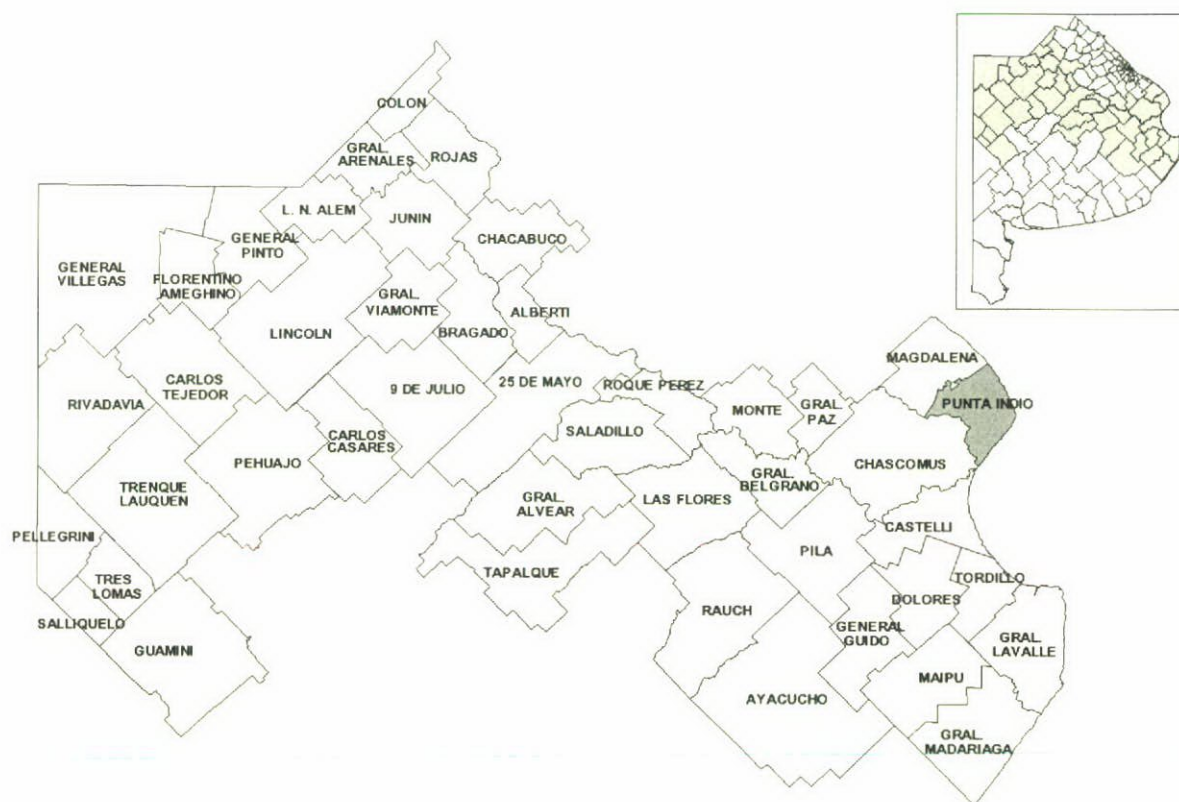 COLON
GRAL.
ARENALES
ROJAS
L. N. ALEM
JUNIN
CHACABUCO
GENERAL
PINTO
GENERAL
VILLEGAS
FLORENTINO
AMEGHINO
GRAL.
VIAMONTE
ALBERTI
LINCOLN
BRAGADO
MAGDALENA
CARLOS
TEJEDOR
9 DE JULIO
25 DE MAYO
ROQUE PEREZ
PUNTA INDIO
RIVADAVIA
MONTE
GRAL.
PAZ
SALADILLO
CARLOS
CASARES
PEHUAJO
CHASCOMUS
TRENQUE
LAUQUEN
GRAL.
BELGRANO
GRAL.
ALVEAR
LAS FLORES
CASTELLI
PELLEGRINI
PILA
TAPALQUE
TORDILLO
TRES
LOMAS
DOLORES
RAUCH
SALLIQUELO
GENERAL
GUIDO
GRAL.
LAVALLE
GUAMINI
MAIPU
AYACUCHO
GRAL.
MADARIAGA